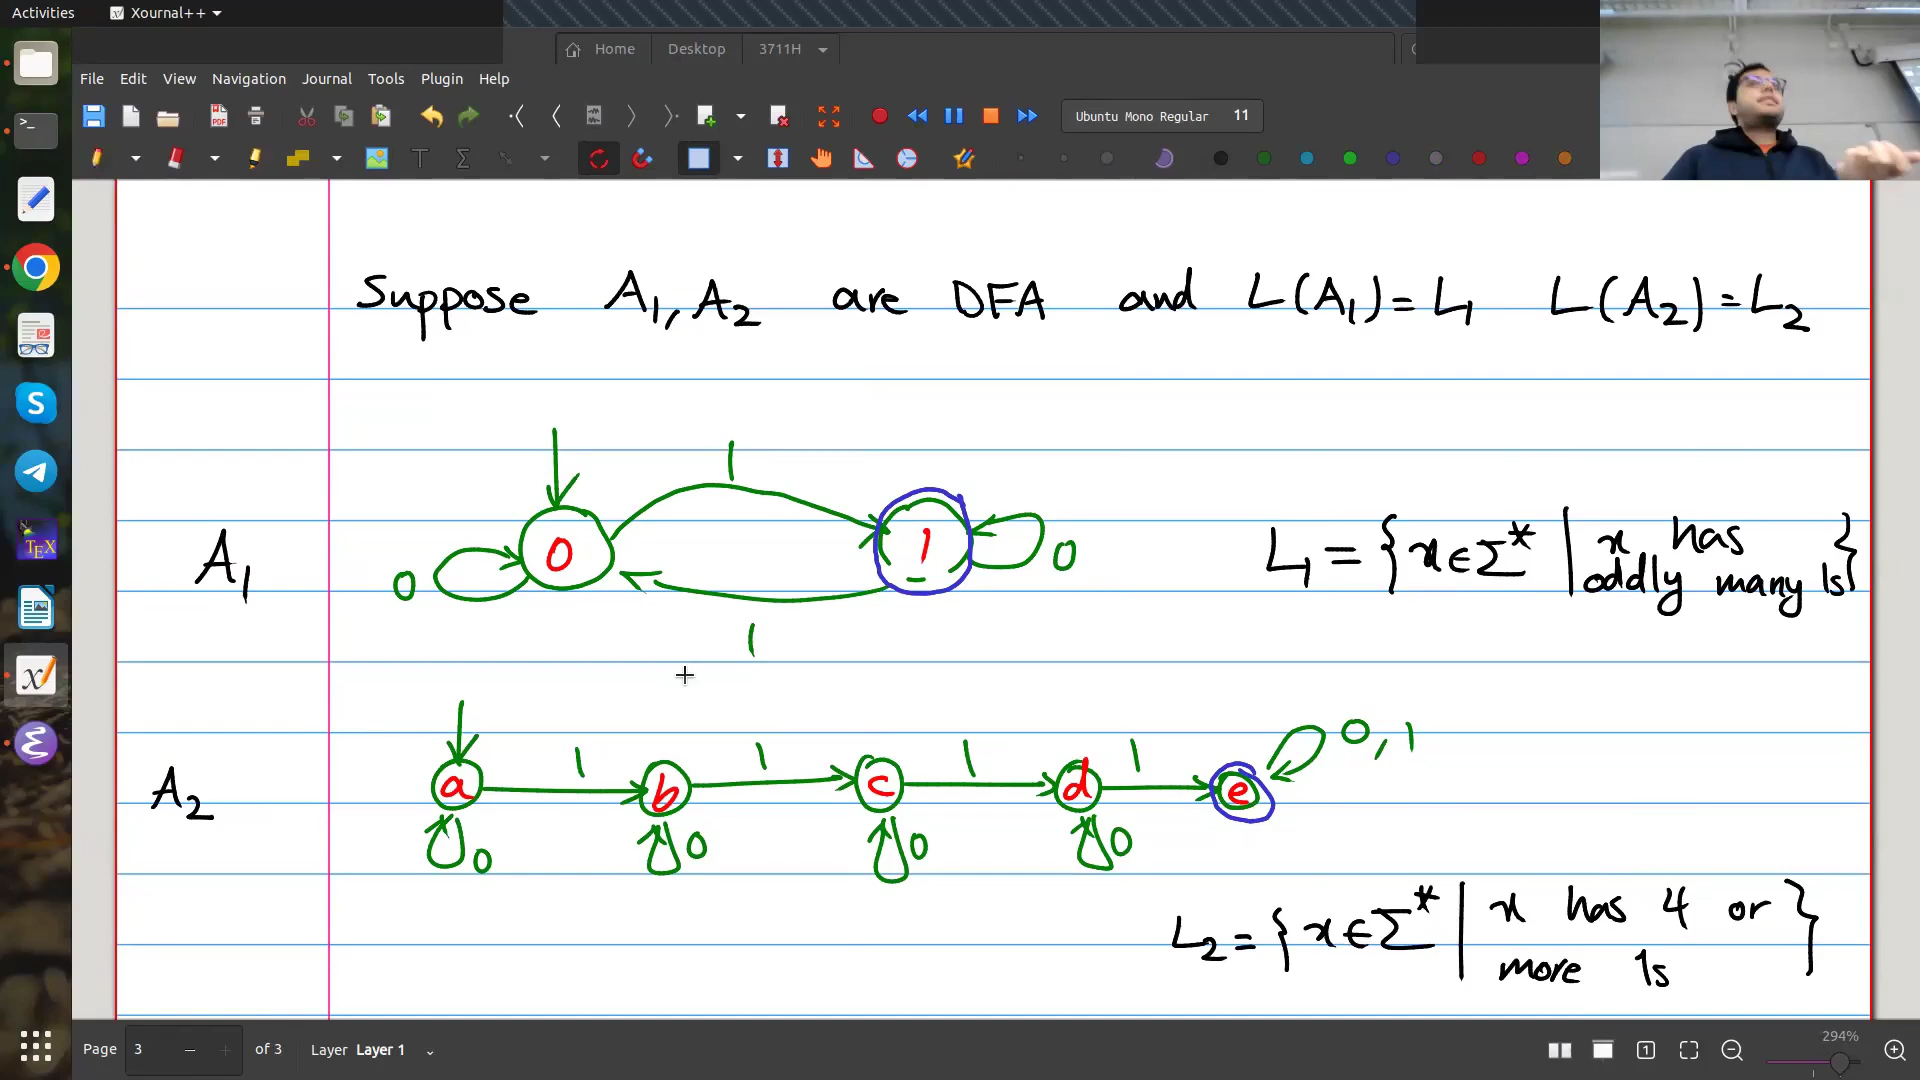 Activities Xournal++
Home Desktop 3711H
File Edit View Navigation Journal Tools Plugin Help
PDF Ubuntu Mono Regular 11
Suppose A₁, A₂ are DFA and L(A₁)=L₁ L(A₂)=L₂
1
A₁ 0 0 1 0 L₁ = {x∈Σ* | x has oddly many 1s}
1
A₂ a 1 b 1 c 1 d 1 e 0,1
0 0 0 0
L₂ = {x∈Σ* | x has 4 or more 1s}
Page 3 of 3 Layer Layer 1
294%